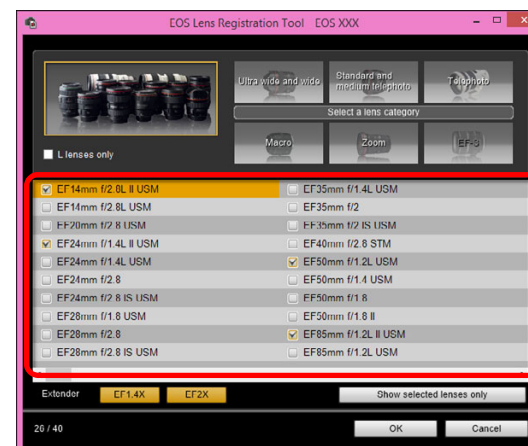 EOS Lens Registration Tool EOS XXX
Ultra wide and wide
Standard and
medium telephoto
Telephoto
Select a lens category
Macro
Zoom
EF-S
L lenses only
EF14mm f/2.8L II USM
EF14mm f/2.8L USM
EF20mm f/2.8 USM
EF24mm f/1.4L II USM
EF24mm f/1.4L USM
EF24mm f/2.8
EF24mm f/2.8 IS USM
EF28mm f/1.8 USM
EF28mm f/2.8
EF28mm f/2.8 IS USM
EF35mm f/1.4L USM
EF35mm f/2
EF35mm f/2 IS USM
EF40mm f/2.8 STM
EF50mm f/1.2L USM
EF50mm f/1.4 USM
EF50mm f/1.8
EF50mm f/1.8 II
EF85mm f/1.2L II USM
EF85mm f/1.2L USM
Extender EF1.4X EF2X Show selected lenses only
26 / 40 OK Cancel